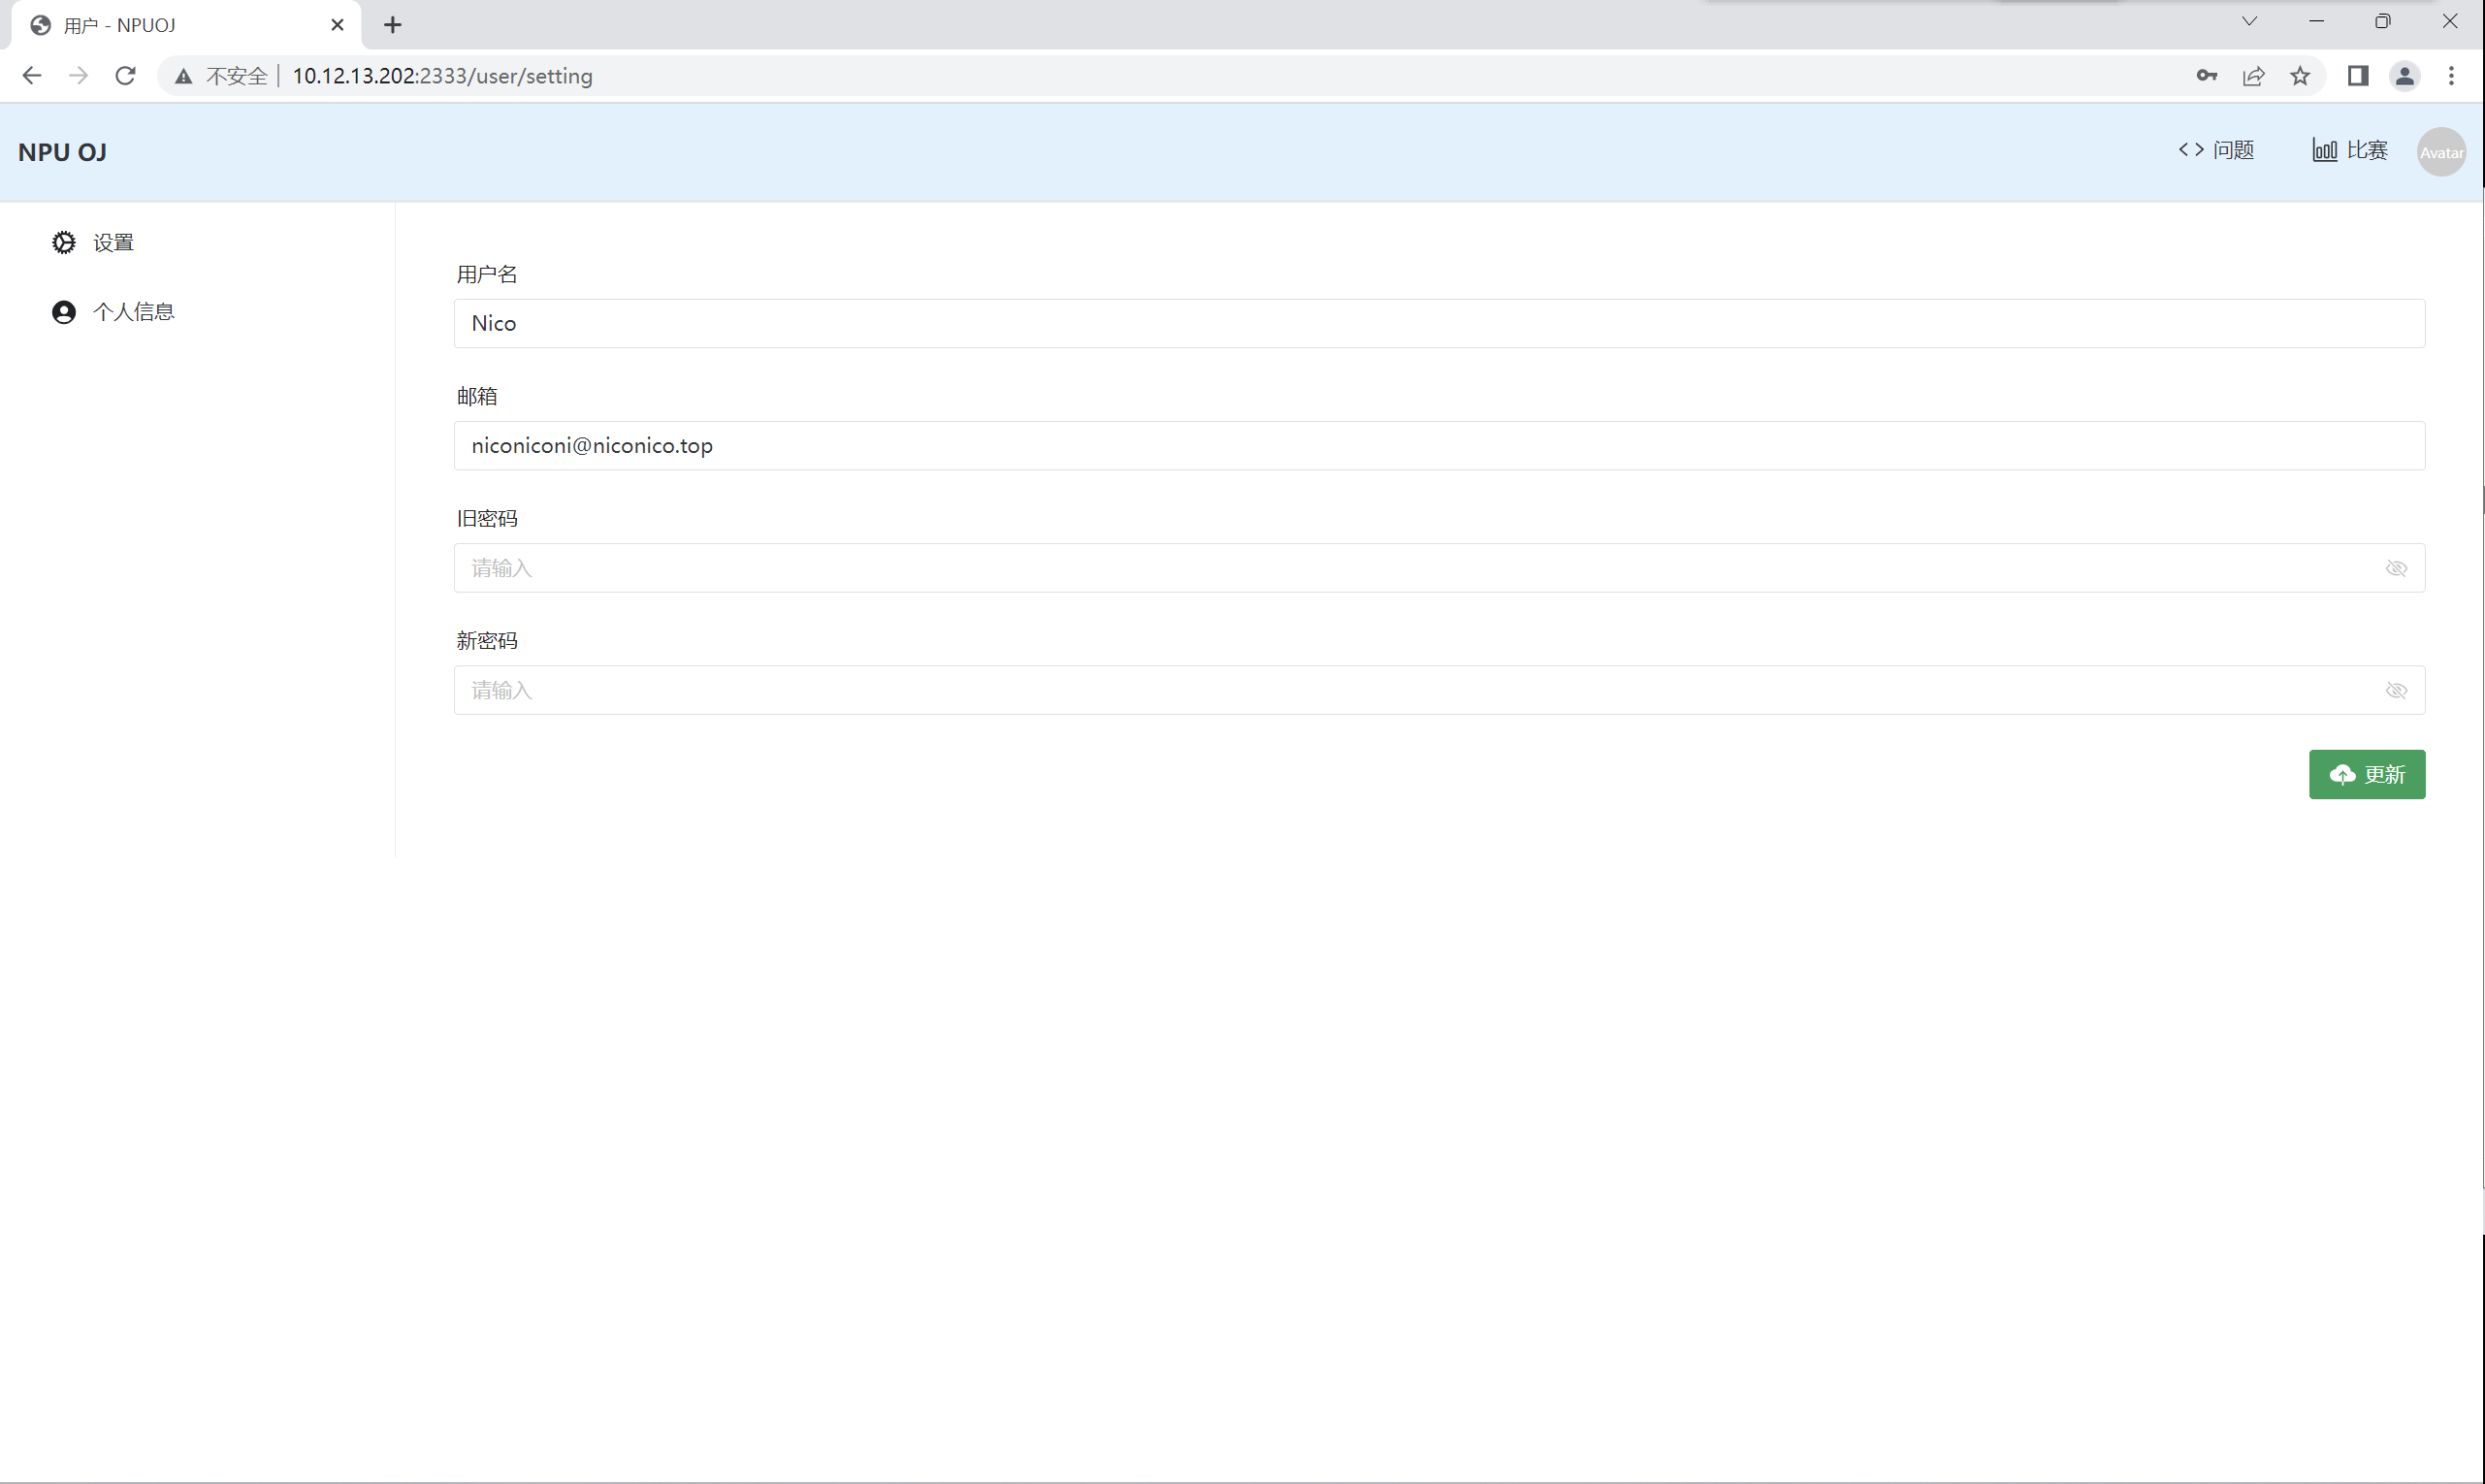 用户 - NPUOJ
不安全 10.12.13.202:2333/user/setting
NPU OJ
问题
比赛
Avatar
设置
个人信息
用户名
Nico
邮箱
niconiconi@niconico.top
旧密码
请输入
新密码
请输入
更新